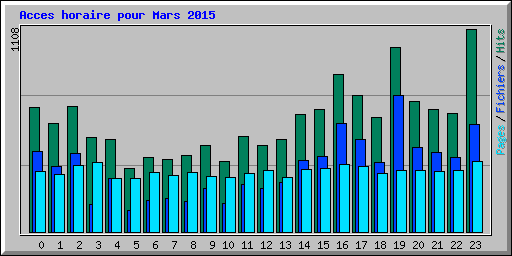 Acces horaire pour Mars 2015
1108
Pages / Fichiers / Hits
0 1 2 3 4 5 6 7 8 9 10 11 12 13 14 15 16 17 18 19 20 21 22 23